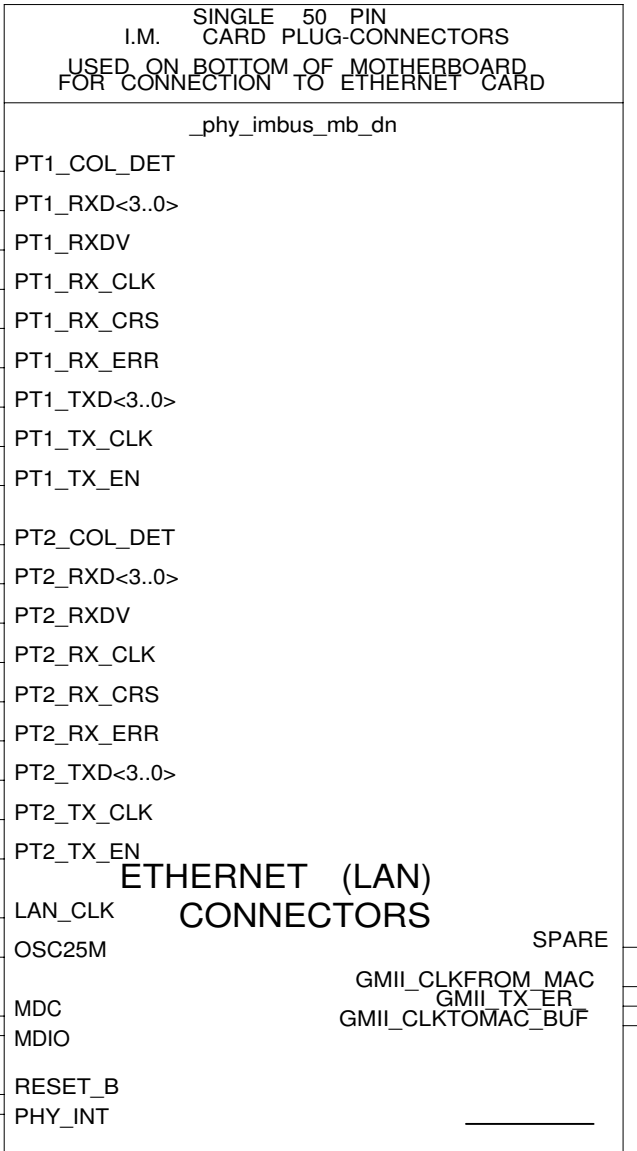 SINGLE 50 PIN
I.M. CARD PLUG-CONNECTORS
USED ON BOTTOM OF MOTHERBOARD
FOR CONNECTION TO ETHERNET CARD
_phy_imbus_mb_dn
PT1_COL_DET
PT1_RXD<3..0>
PT1_RXDV
PT1_RX_CLK
PT1_RX_CRS
PT1_RX_ERR
PT1_TXD<3..0>
PT1_TX_CLK
PT1_TX_EN
PT2_COL_DET
PT2_RXD<3..0>
PT2_RXDV
PT2_RX_CLK
PT2_RX_CRS
PT2_RX_ERR
PT2_TXD<3..0>
PT2_TX_CLK
PT2_TX_EN
ETHERNET (LAN)
CONNECTORS
LAN_CLK
OSC25M
SPARE
GMII_CLKFROM_MAC
GMII_TX_ER_
GMII_CLKTOMAC_BUF
MDC
MDIO
RESET_B
PHY_INT